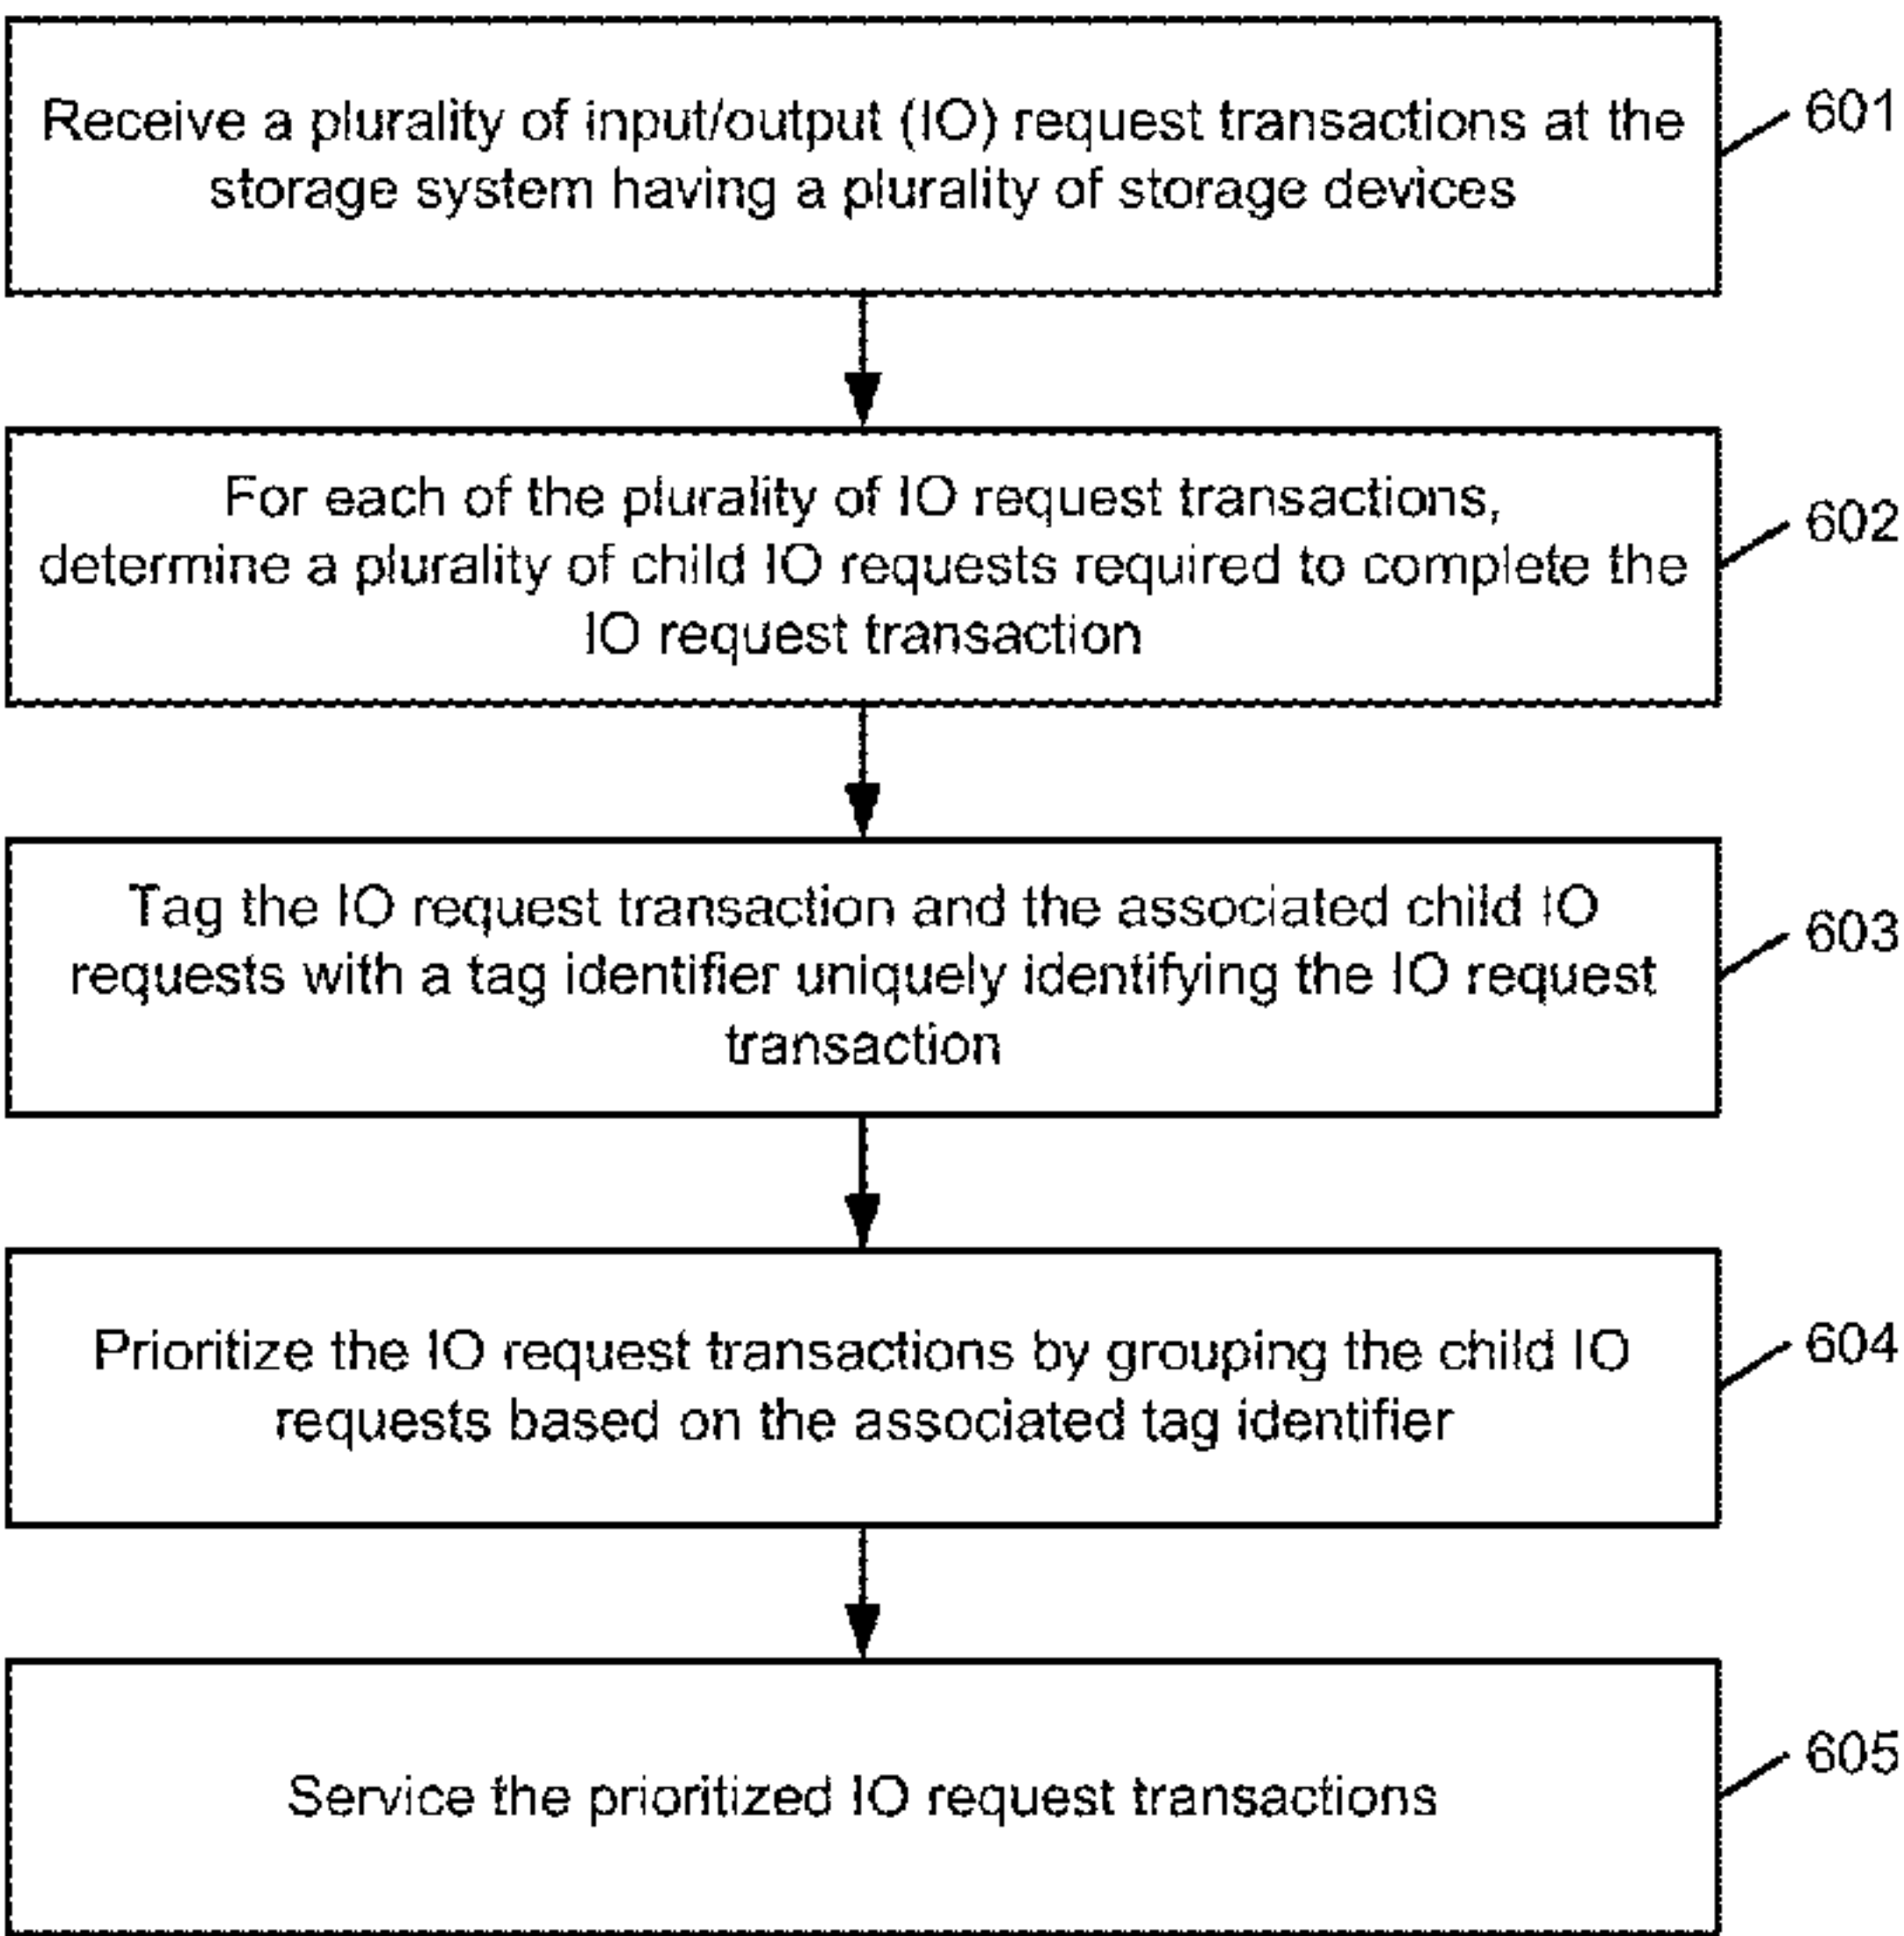 Receive a plurality of input/output (IO) request transactions at the
storage system having a plurality of storage devices
601
For each of the plurality of IO request transactions,
determine a plurality of child IO requests required to complete the
IO request transaction
602
Tag the IO request transaction and the associated child IO
requests with a tag identifier uniquely identifying the IO request
transaction
603
Prioritize the IO request transactions by grouping the child IO
requests based on the associated tag identifier
604
Service the prioritized IO request transactions
605